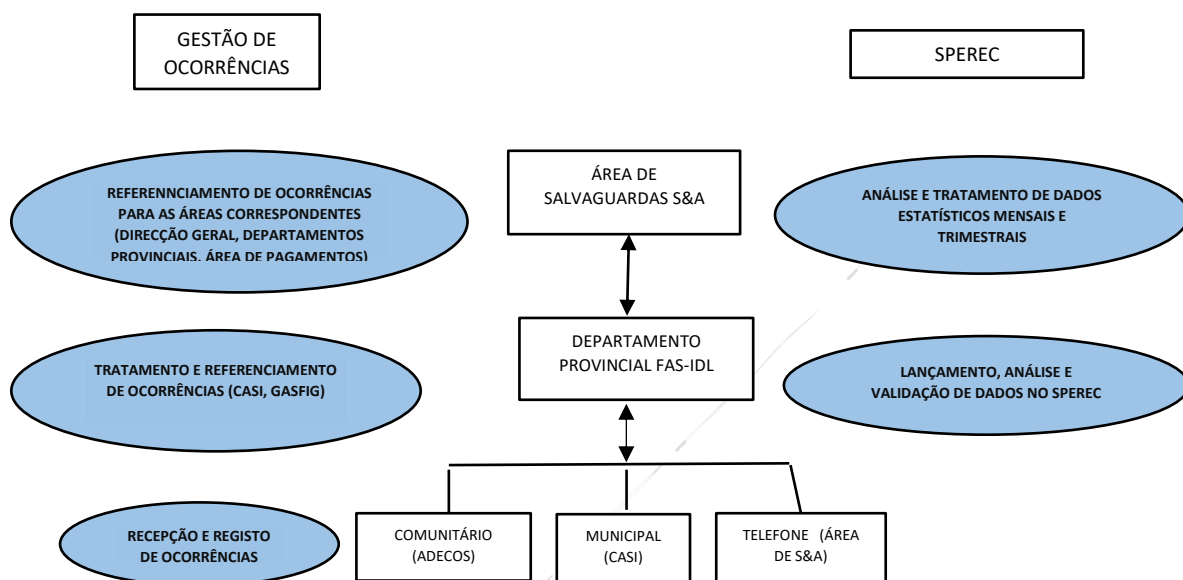 GESTÃO DE
OCORRÊNCIAS
SPEREC
REFERENNCIAMENTO DE OCORRÊNCIAS
PARA AS ÁREAS CORRESPONDENTES
(DIRECÇÃO GERAL, DEPARTAMENTOS
PROVINCIAIS, ÁREA DE PAGAMENTOS)
ÁREA DE
SALVAGUARDAS S&A
ANÁLISE E TRATAMENTO DE DADOS
ESTATÍSTICOS MENSAIS E
TRIMESTRAIS
TRATAMENTO E REFERENCIAMENTO
DE OCORRÊNCIAS (CASI, GASFIG)
DEPARTAMENTO
PROVINCIAL FAS-IDL
LANÇAMENTO, ANÁLISE E
VALIDAÇÃO DE DADOS NO SPEREC
RECEPÇÃO E REGISTO
DE OCORRÊNCIAS
COMUNITÁRIO
(ADECOS)
MUNICIPAL
(CASI)
TELEFONE (ÁREA
DE S&A)